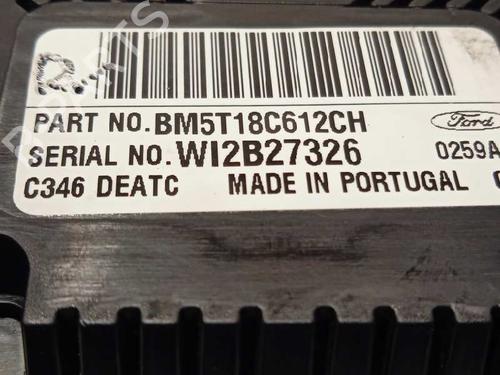 PART NO. BM5T18C612CH
Ford
SERIAL NO. WI2B27326 0259A
C346 DEATC MADE IN PORTUGAL